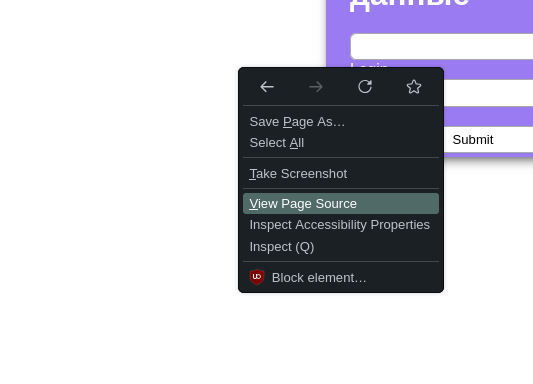 данные
Login
Save Page As…
Select All
Take Screenshot
View Page Source
Inspect Accessibility Properties
Inspect (Q)
Block element…
Submit